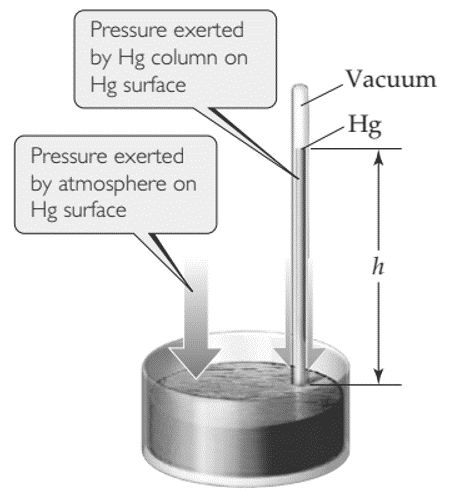 Pressure exerted
by Hg column on
Hg surface
Vacuum
Hg
Pressure exerted
by atmosphere on
Hg surface
h